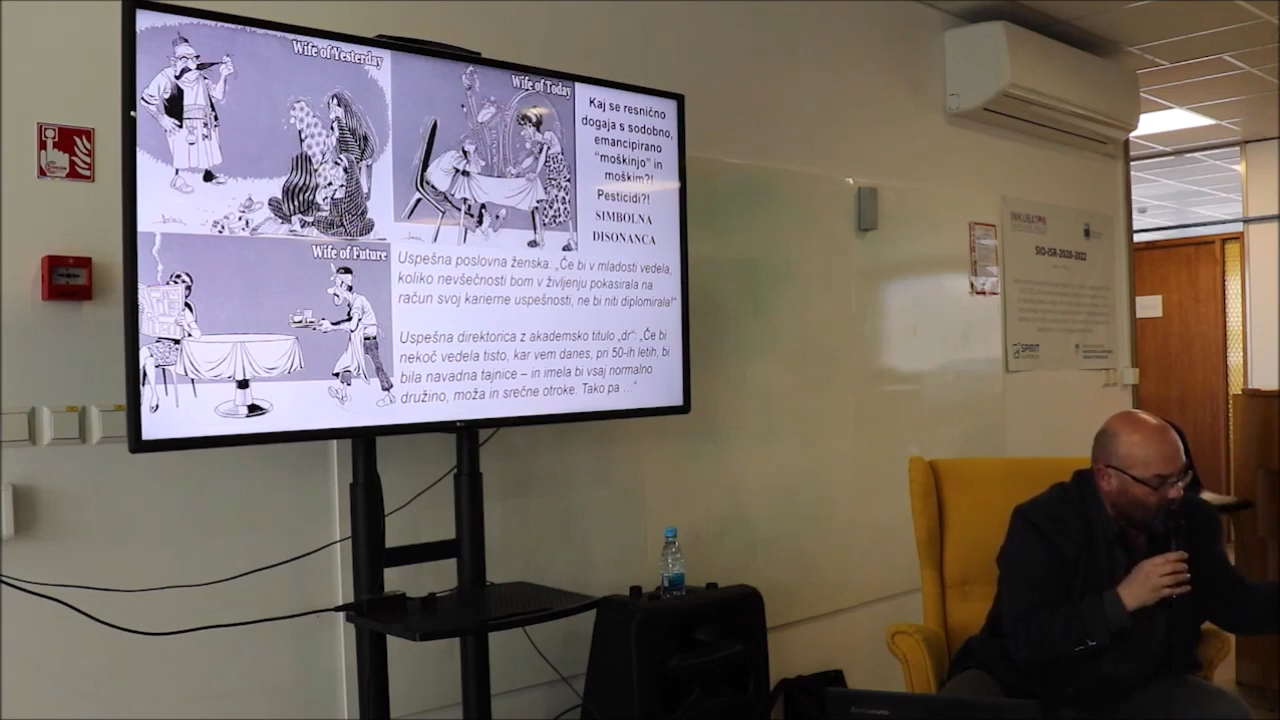 Wife of Yesterday
Wife of Today
Wife of Future
Kaj se resnično
dogaja s sodobno,
emancipirano
"moškinjo" in
moškim?!
Pesticidi?!
SIMBOLNA
DISONANCA
Uspešna poslovna ženska: „Če bi v mladosti vedela,
koliko nevšečnosti bom v življenju pokasirala na
račun svoj karierne uspešnosti, ne bi niti diplomirala!“
Uspešna direktorica z akademsko titulo „dr“: „Če bi
nekoč vedela tisto, kar vem danes, pri 50-ih letih, bi
bila navadna tajnice – in imela bi vsaj normalno
družino, moža in srečne otroke. Tako pa …“
INKUBATOR
SIO-ISR-2020-2022
SPIRIT